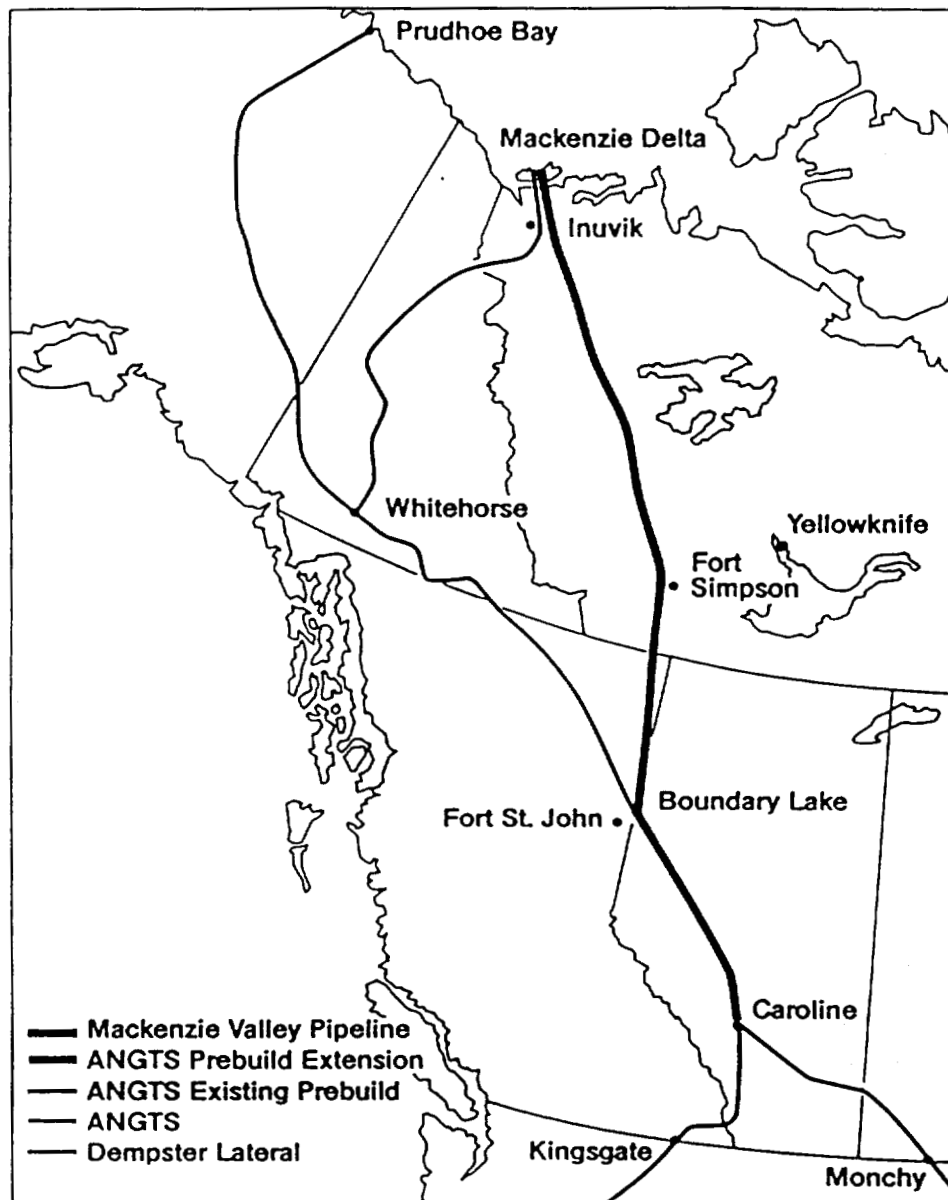 Prudhoe Bay
Mackenzie Delta
Inuvik
Whitehorse
Yellowknife
Fort
Simpson
Boundary Lake
Fort St. John
Caroline
Mackenzie Valley Pipeline
ANGTS Prebuild Extension
ANGTS Existing Prebuild
ANGTS
Dempster Lateral
Kingsgate
Monchy